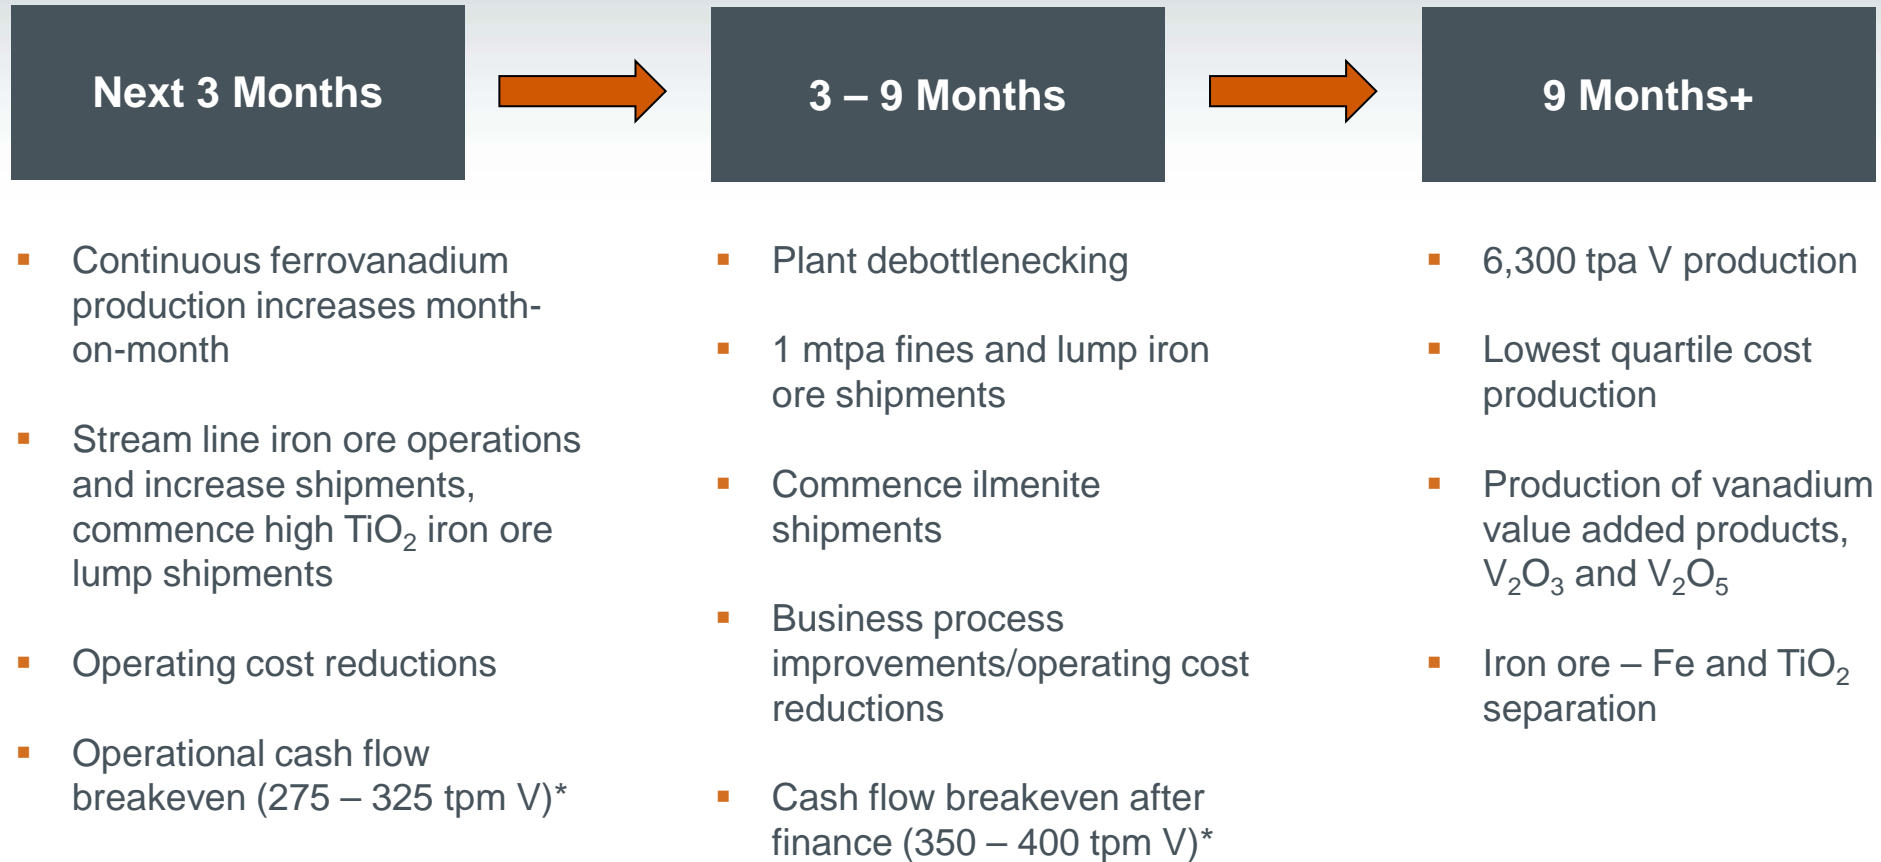 Next 3 Months
3 – 9 Months
9 Months+
▪ Continuous ferrovanadium
production increases month-
on-month
▪ Stream line iron ore operations
and increase shipments,
commence high TiO₂ iron ore
lump shipments
▪ Operating cost reductions
▪ Operational cash flow
breakeven (275 – 325 tpm V)*
▪ Plant debottlenecking
▪ 1 mtpa fines and lump iron
ore shipments
▪ Commence ilmenite
shipments
▪ Business process
improvements/operating cost
reductions
▪ Cash flow breakeven after
finance (350 – 400 tpm V)*
▪ 6,300 tpa V production
▪ Lowest quartile cost
production
▪ Production of vanadium
value added products,
V₂O₃ and V₂O₅
▪ Iron ore – Fe and TiO₂
separation